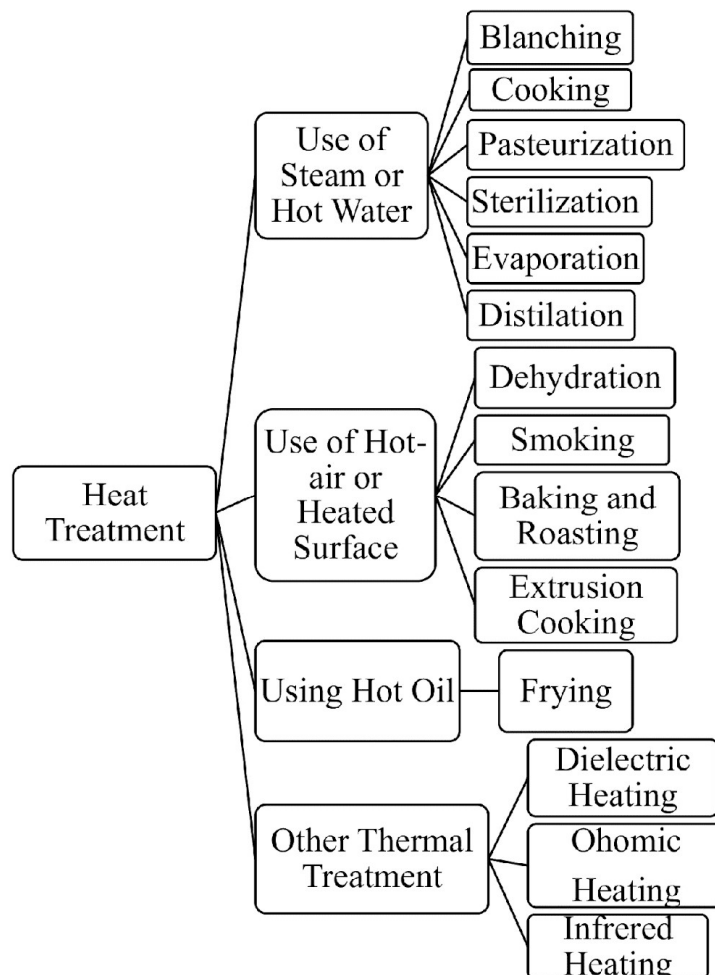 Heat
Treatment
Use of
Steam or
Hot Water
Blanching
Cooking
Pasteurization
Sterilization
Evaporation
Distilation
Use of Hot-
air or
Heated
Surface
Dehydration
Smoking
Baking and
Roasting
Extrusion
Cooking
Using Hot Oil
Frying
Other Thermal
Treatment
Dielectric
Heating
Ohomic
Heating
Infrered
Heating